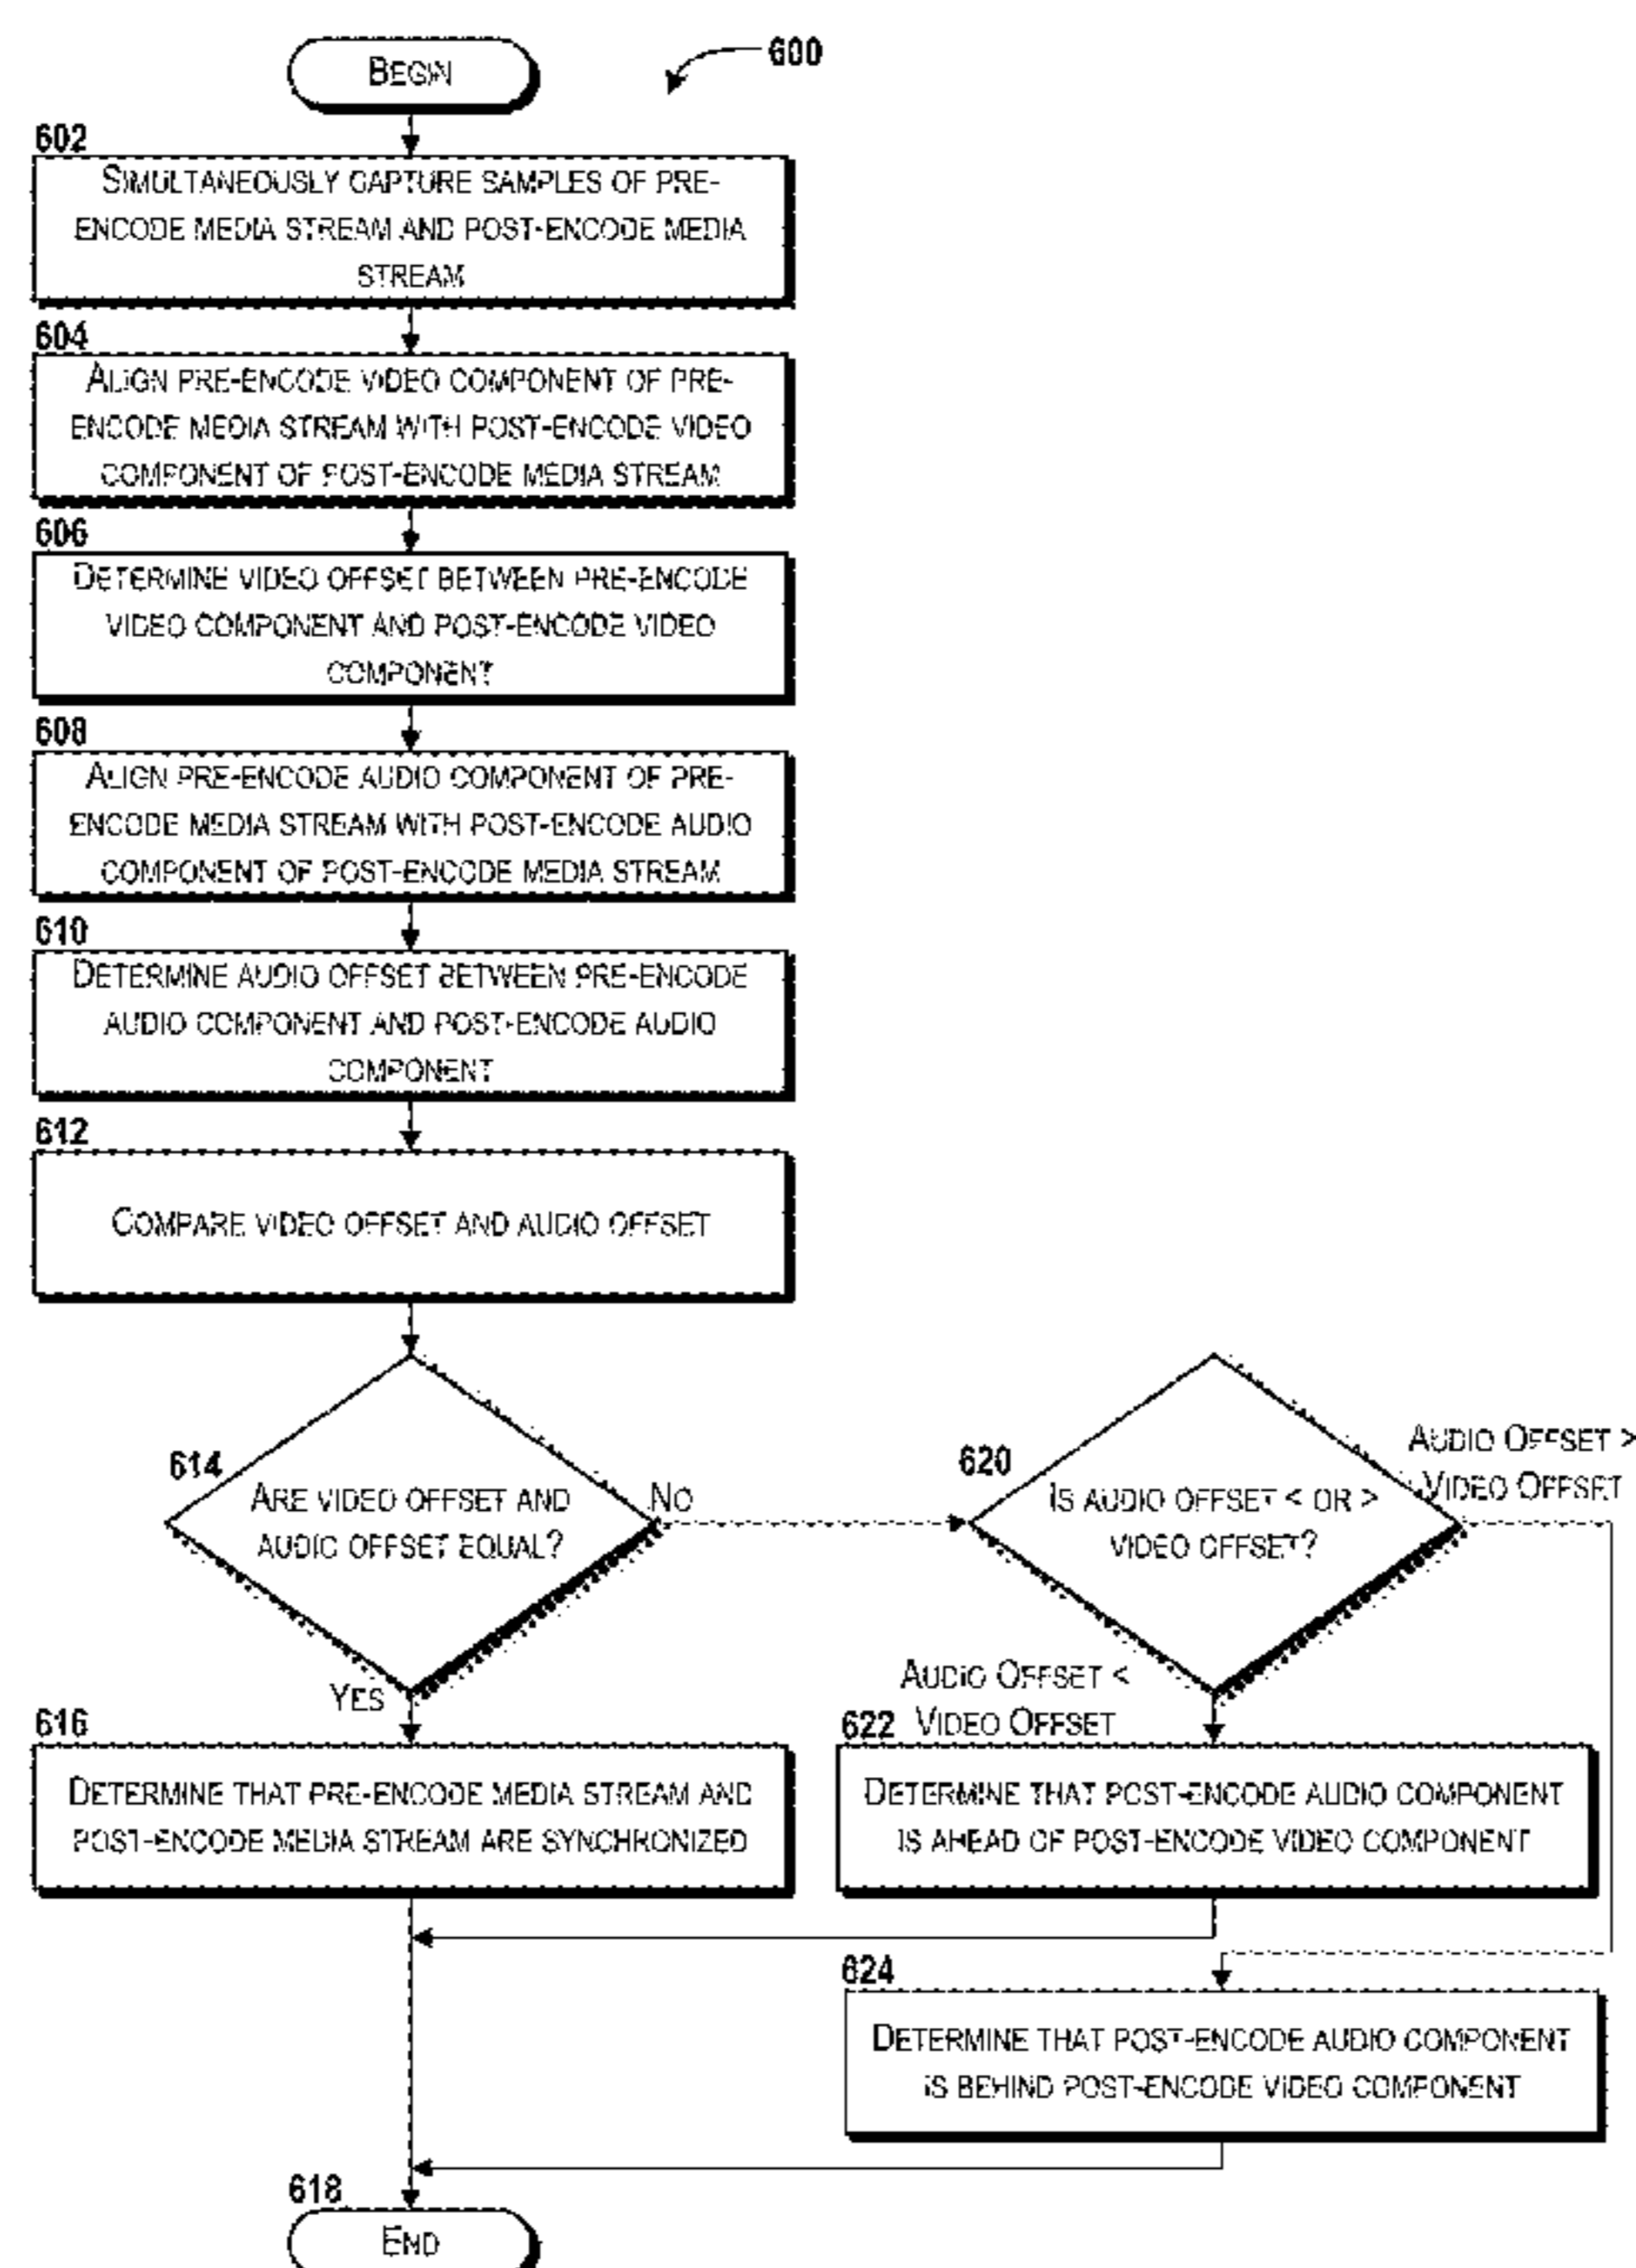 BEGIN
600
602
SIMULTANEOUSLY CAPTURE SAMPLES OF PRE-
ENCODE MEDIA STREAM AND POST-ENCODE MEDIA
STREAM
604
ALIGN PRE-ENCODE VIDEO COMPONENT OF PRE-
ENCODE MEDIA STREAM WITH POST-ENCODE VIDEO
COMPONENT OF POST-ENCODE MEDIA STREAM
606
DETERMINE VIDEO OFFSET BETWEEN PRE-ENCODE
VIDEO COMPONENT AND POST-ENCODE VIDEO
COMPONENT
608
ALIGN PRE-ENCODE AUDIO COMPONENT OF PRE-
ENCODE MEDIA STREAM WITH POST-ENCODE AUDIO
COMPONENT OF POST-ENCODE MEDIA STREAM
610
DETERMINE AUDIO OFFSET BETWEEN PRE-ENCODE
AUDIO COMPONENT AND POST-ENCODE AUDIO
COMPONENT
612
COMPARE VIDEO OFFSET AND AUDIO OFFSET
614
ARE VIDEO OFFSET AND
AUDIO OFFSET EQUAL?
NO
YES
620
IS AUDIO OFFSET < OR >
VIDEO OFFSET?
AUDIO OFFSET >
VIDEO OFFSET
AUDIO OFFSET <
VIDEO OFFSET
616
DETERMINE THAT PRE-ENCODE MEDIA STREAM AND
POST-ENCODE MEDIA STREAM ARE SYNCHRONIZED
622
DETERMINE THAT POST-ENCODE AUDIO COMPONENT
IS AHEAD OF POST-ENCODE VIDEO COMPONENT
624
DETERMINE THAT POST-ENCODE AUDIO COMPONENT
IS BEHIND POST-ENCODE VIDEO COMPONENT
618
END